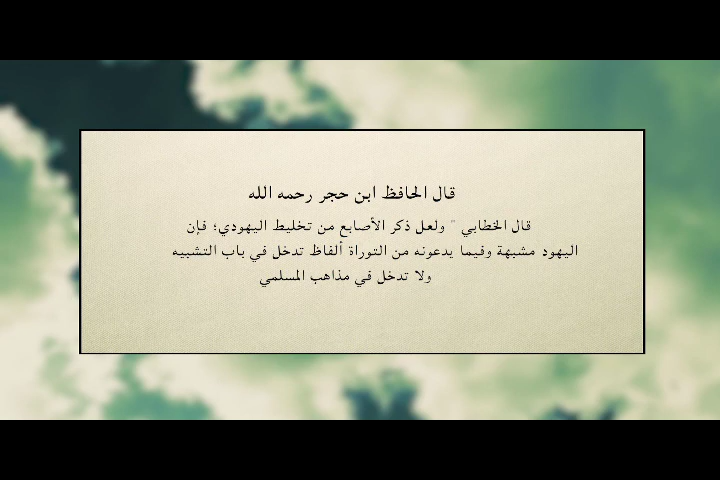 قال الحافظ ابن حجر رحمه الله
قال الخطابي " ولعل ذكر الأصابع من تخليط اليهودي؛ فإن
اليهود مشبهة وفيما يدعونه من التوراة ألفاظ تدخل في باب التشبيه
ولا تدخل في مذاهب المسلمي